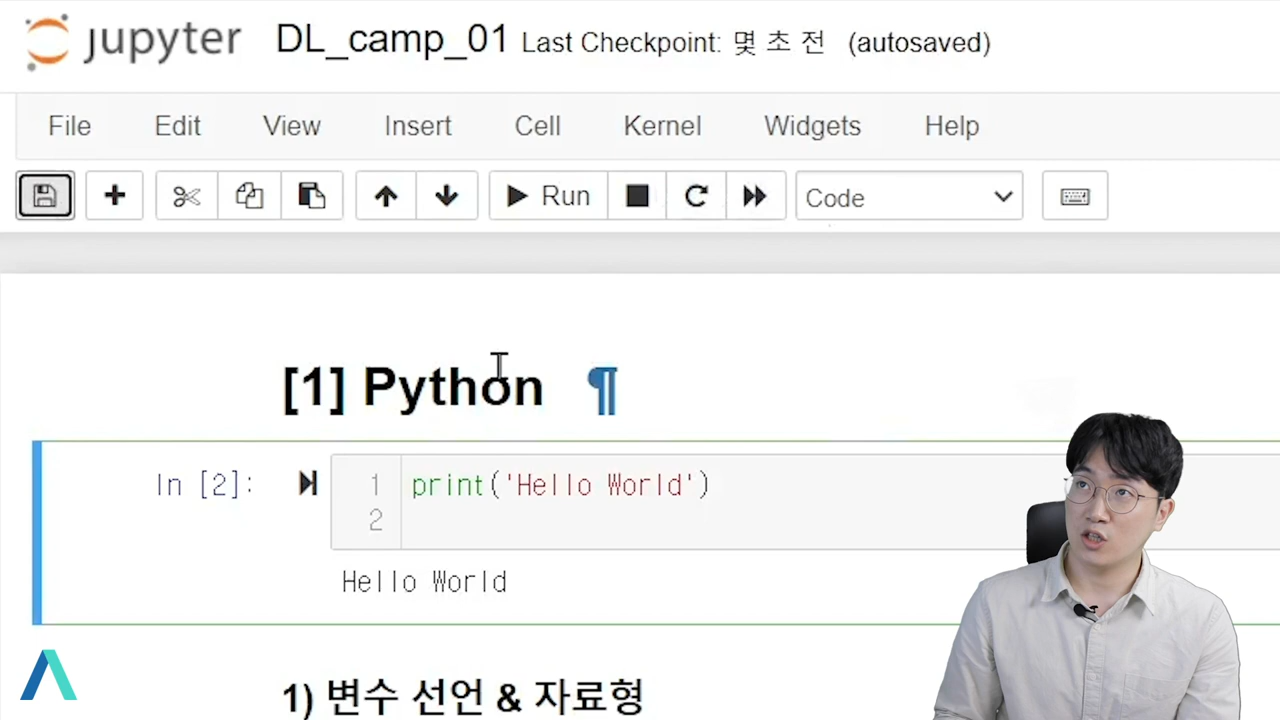 jupyter DL_camp_01 Last Checkpoint: 몇 초 전 (autosaved)
File Edit View Insert Cell Kernel Widgets Help
Run Code
[1] Python ¶
In [2]: 1 print('Hello World')
2
Hello World
1) 변수 선언 & 자료형